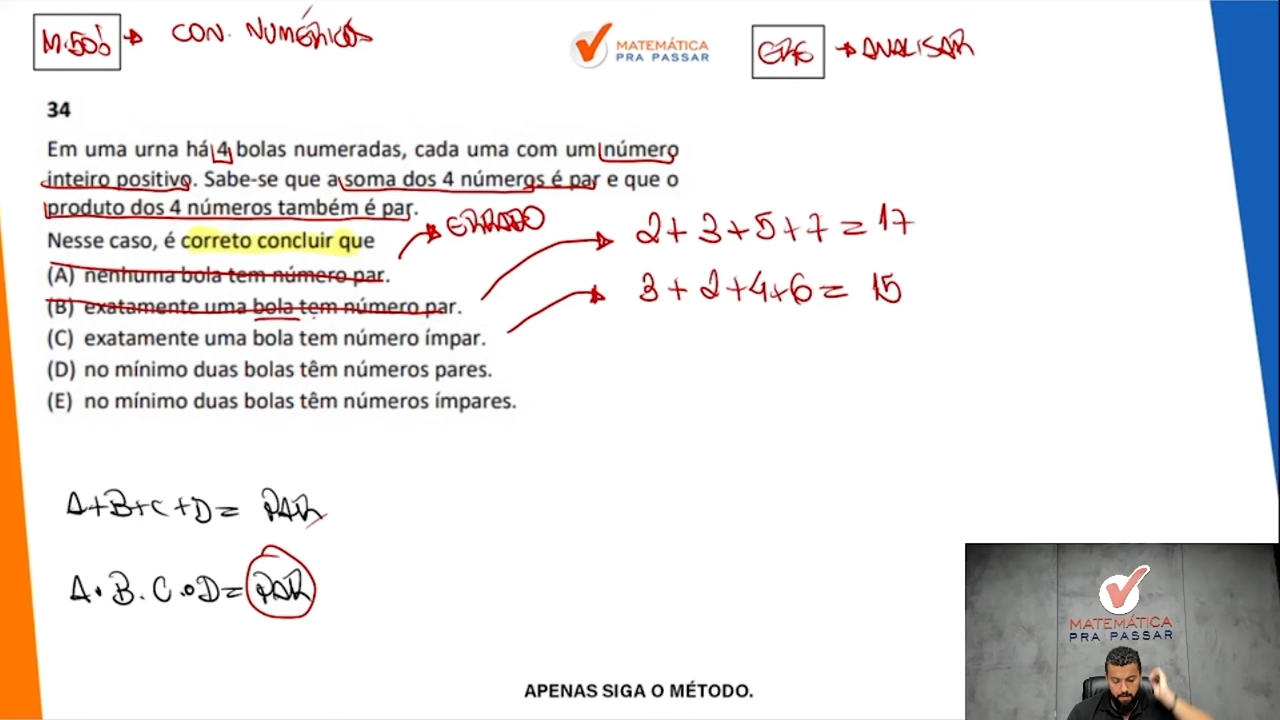 CON. NUMÉRICOS
MATEMÁTICA
PRA PASSAR
→ ANALISAR
34
Em uma urna há 4 bolas numeradas, cada uma com um número
inteiro positivo. Sabe-se que a soma dos 4 números é par e que o
produto dos 4 números também é par.
Nesse caso, é correto concluir que
(A) nenhuma bola tem número par.
→ ERRADO
(B) exatamente uma bola tem número par.
2+3+5+7=17
(C) exatamente uma bola tem número ímpar.
3+2+4+6=15
(D) no mínimo duas bolas têm números pares.
(E) no mínimo duas bolas têm números ímpares.
A+B+C+D= PAR
A.B.C.D= PAR
MATEMÁTICA
PRA PASSAR
APENAS SIGA O MÉTODO.